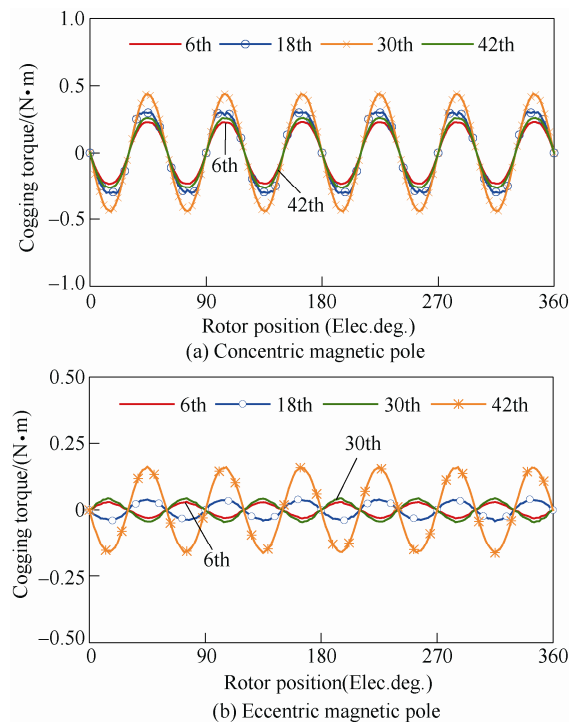 1.0
6th 18th 30th 42th
0.5
Cogging torque/(N•m)
0
6th
42th
−0.5
−1.0
0 90 180 270 360
Rotor position (Elec.deg.)
(a) Concentric magnetic pole
0.50
6th 18th 30th 42th
0.25
30th
Cogging torque/(N•m)
0
6th
−0.25
−0.50
0 90 180 270 360
Rotor position(Elec.deg.)
(b) Eccentric magnetic pole